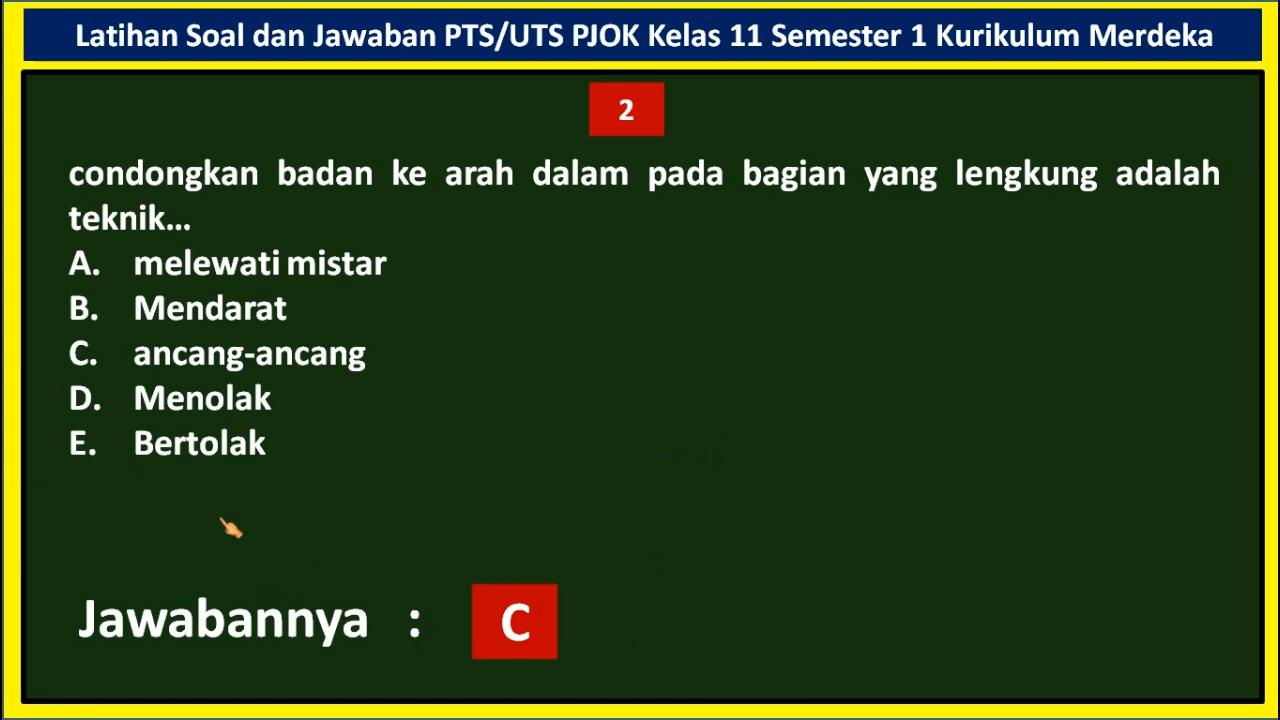 Latihan Soal dan Jawaban PTS/UTS PJOK Kelas 11 Semester 1 Kurikulum Merdeka
2
condongkan badan ke arah dalam pada bagian yang lengkung adalah
teknik...
A. melewati mistar
B. Mendarat
C. ancang-ancang
D. Menolak
E. Bertolak
Jawabannya : C